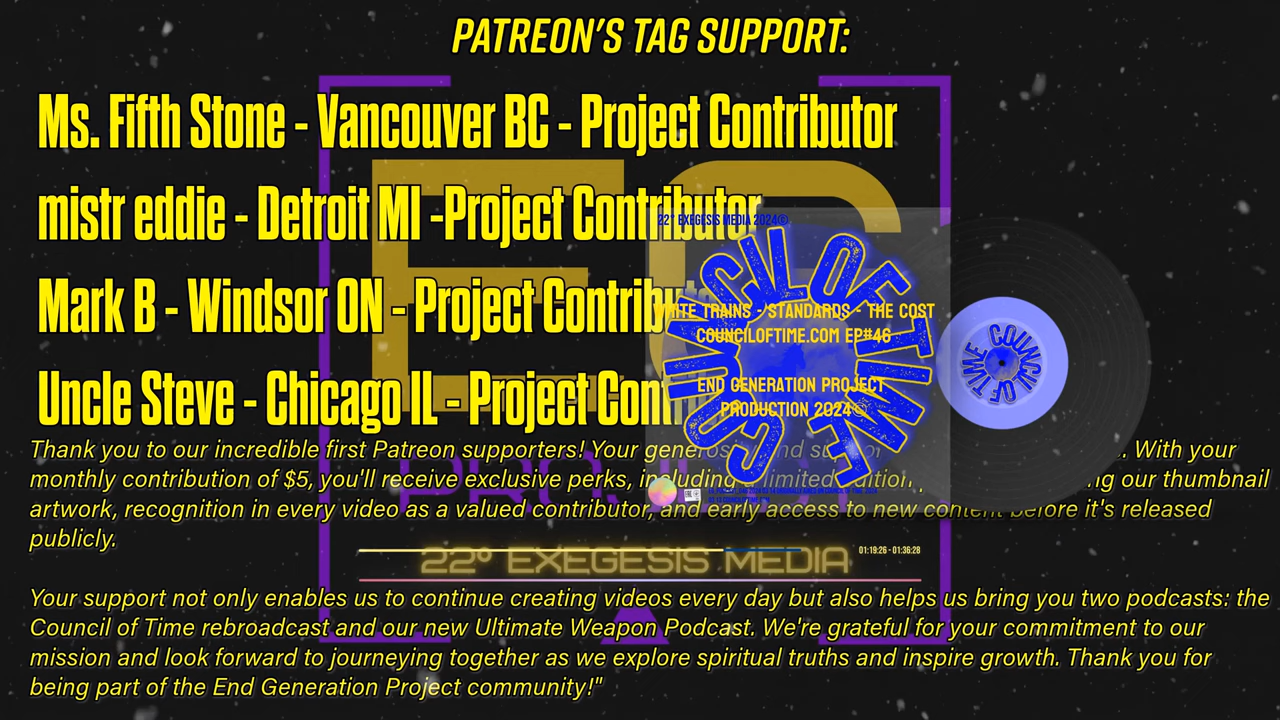 PATREON'S TAG SUPPORT:
Ms. Fifth Stone - Vancouver BC - Project Contributor
mistr eddie - Detroit MI -Project Contributor
22° EXEGESIS MEDIA 2024©
Mark B - Windsor ON - Project Contrib
TRAINS - STANDARDS - THE COST
COUNCILOFTIME.COM EP#46
Uncle Steve - Chicago IL - Project Cont
END GENERATION PROJECT
PRODUCTION 2024©
COUNCIL OF TIME
COUNCIL OF TIME
Thank you to our incredible first Patreon supporters! Your and . With your
monthly contribution of $5, you'll receive exclusive perks, including a limited edition our thumbnail
artwork, recognition in every video as a valued contributor, and early access to new content before it's released
publicly.
22° EXEGESIS MEDIA
01:19:26 - 01:36:28
Your support not only enables us to continue creating videos every day but also helps us bring you two podcasts: the
Council of Time rebroadcast and our new Ultimate Weapon Podcast. We're grateful for your commitment to our
mission and look forward to journeying together as we explore spiritual truths and inspire growth. Thank you for
being part of the End Generation Project community!"